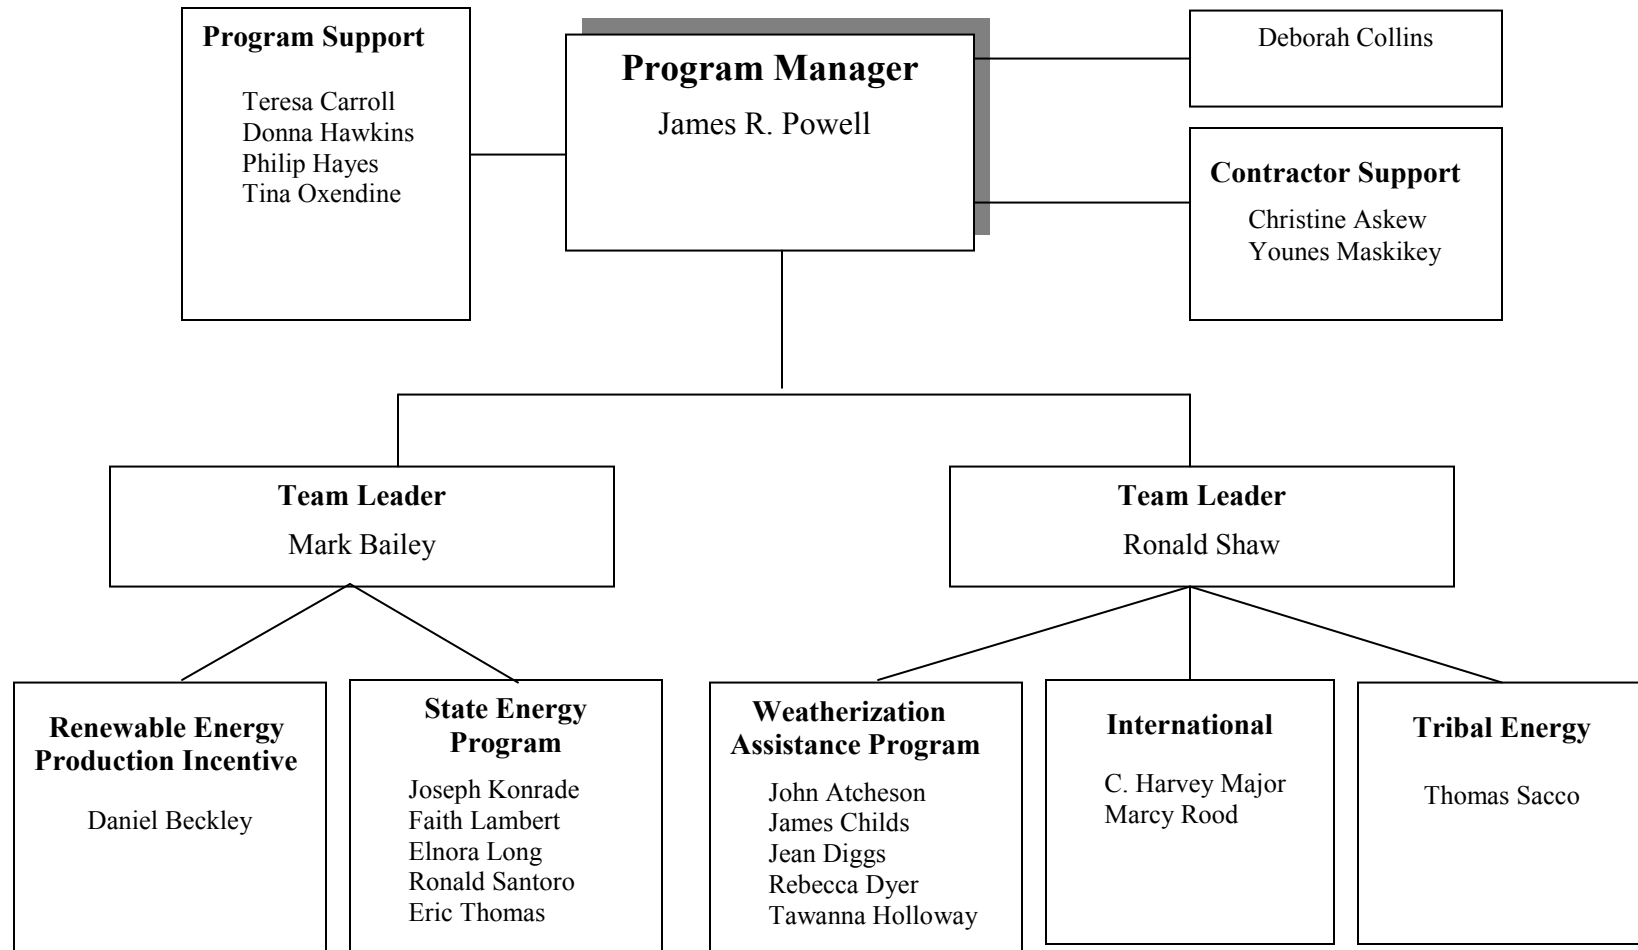 Program Support
Teresa Carroll
Donna Hawkins
Philip Hayes
Tina Oxendine
Program Manager
James R. Powell
Deborah Collins
Contractor Support
Christine Askew
Younes Maskikey
Team Leader
Mark Bailey
Team Leader
Ronald Shaw
Renewable Energy
Production Incentive
Daniel Beckley
State Energy
Program
Joseph Konrade
Faith Lambert
Elnora Long
Ronald Santoro
Eric Thomas
Weatherization
Assistance Program
John Atcheson
James Childs
Jean Diggs
Rebecca Dyer
Tawanna Holloway
International
C. Harvey Major
Marcy Rood
Tribal Energy
Thomas Sacco